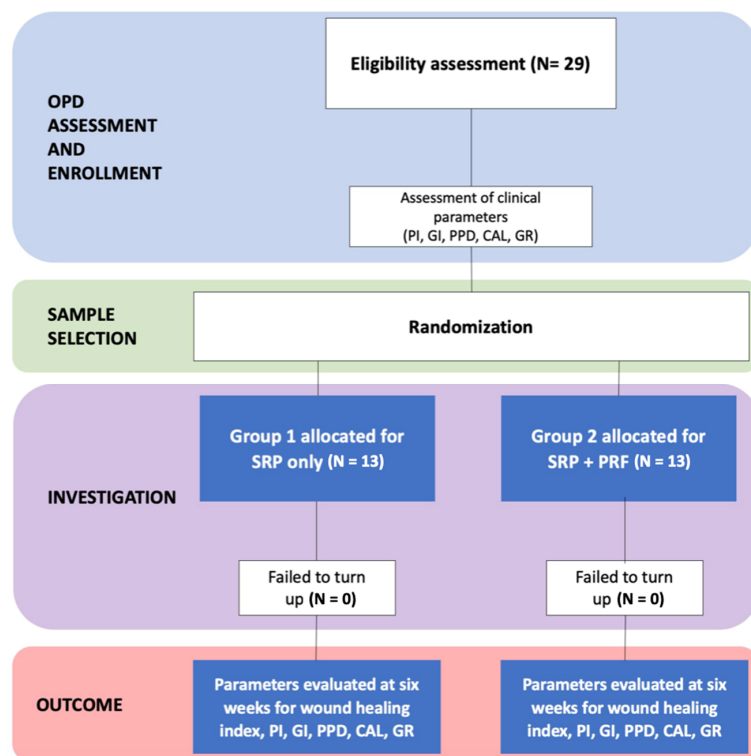 Eligibility assessment (N= 29)
OPD
ASSESSMENT
AND
ENROLLMENT
Assessment of clinical
parameters
(PI, GI, PPD, CAL, GR)
SAMPLE
SELECTION
Randomization
Group 1 allocated for
SRP only (N = 13)
Group 2 allocated for
SRP + PRF (N = 13)
INVESTIGATION
Failed to turn
up (N = 0)
Failed to turn
up (N = 0)
OUTCOME
Parameters evaluated at six
weeks for wound healing
index, PI, GI, PPD, CAL, GR
Parameters evaluated at six
weeks for wound healing
index, PI, GI, PPD, CAL, GR